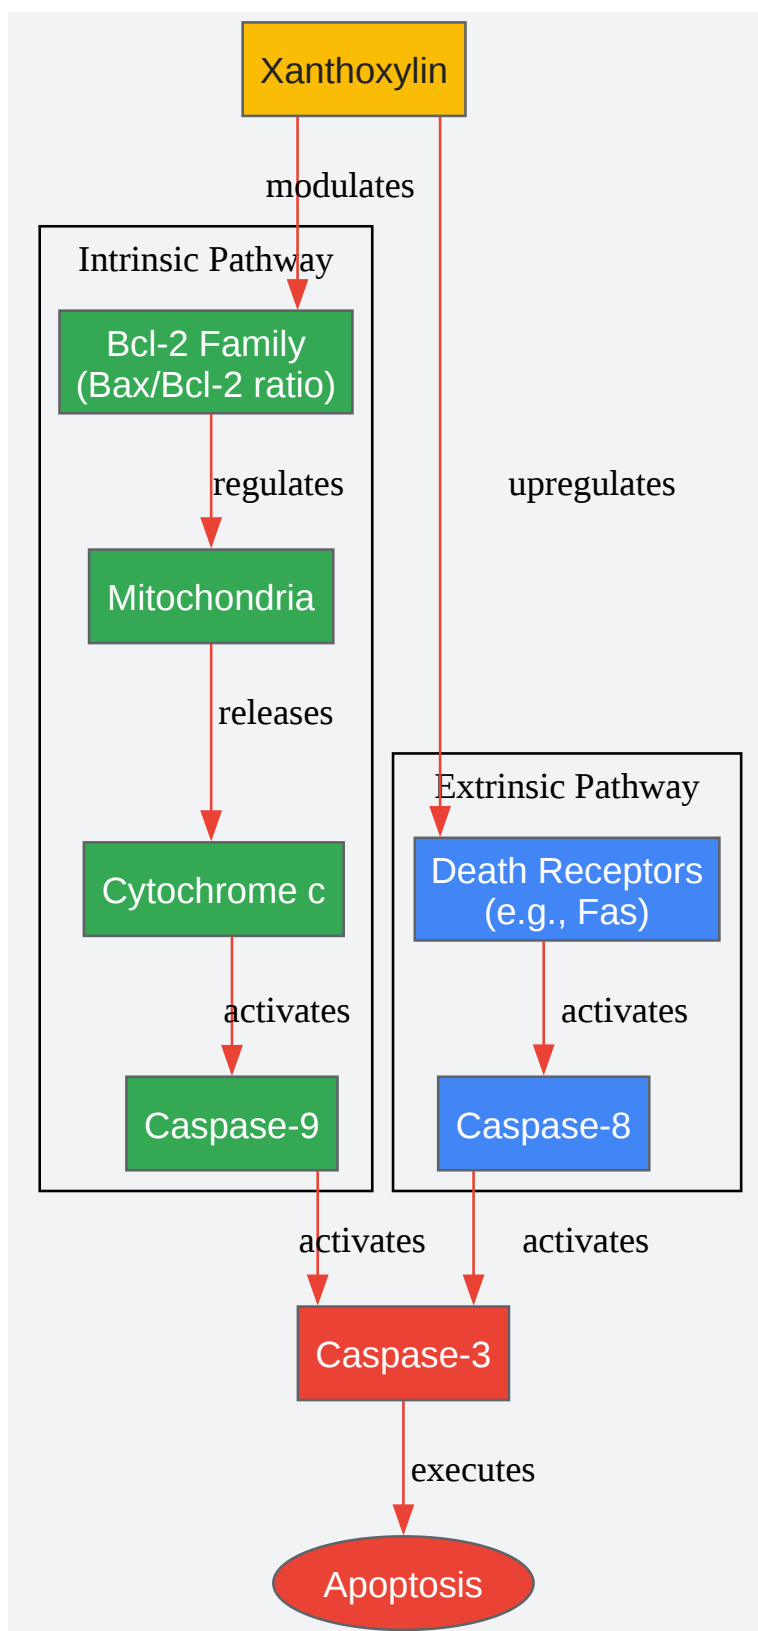 Xanthoxylin
modulates
Intrinsic Pathway
Bcl-2 Family
(Bax/Bcl-2 ratio)
regulates
upregulates
Mitochondria
releases
Extrinsic Pathway
Cytochrome c
Death Receptors
(e.g., Fas)
activates
activates
Caspase-9
Caspase-8
activates
activates
Caspase-3
executes
Apoptosis